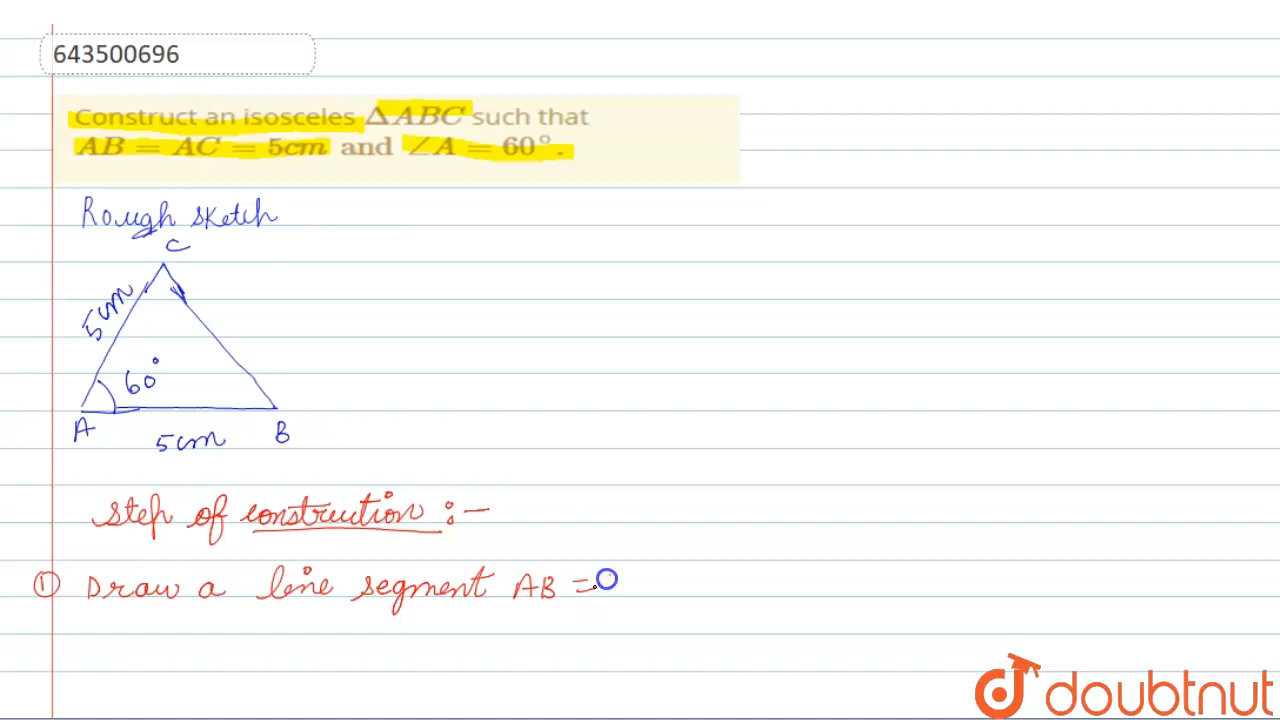 643500696
Construct an isosceles ΔABC such that
AB = AC = 5cm and ∠A = 60°.
Rough sketch
C
5cm
60°
A
B
5cm
Step of construction :-
① Draw a line segment AB =
doubtnut